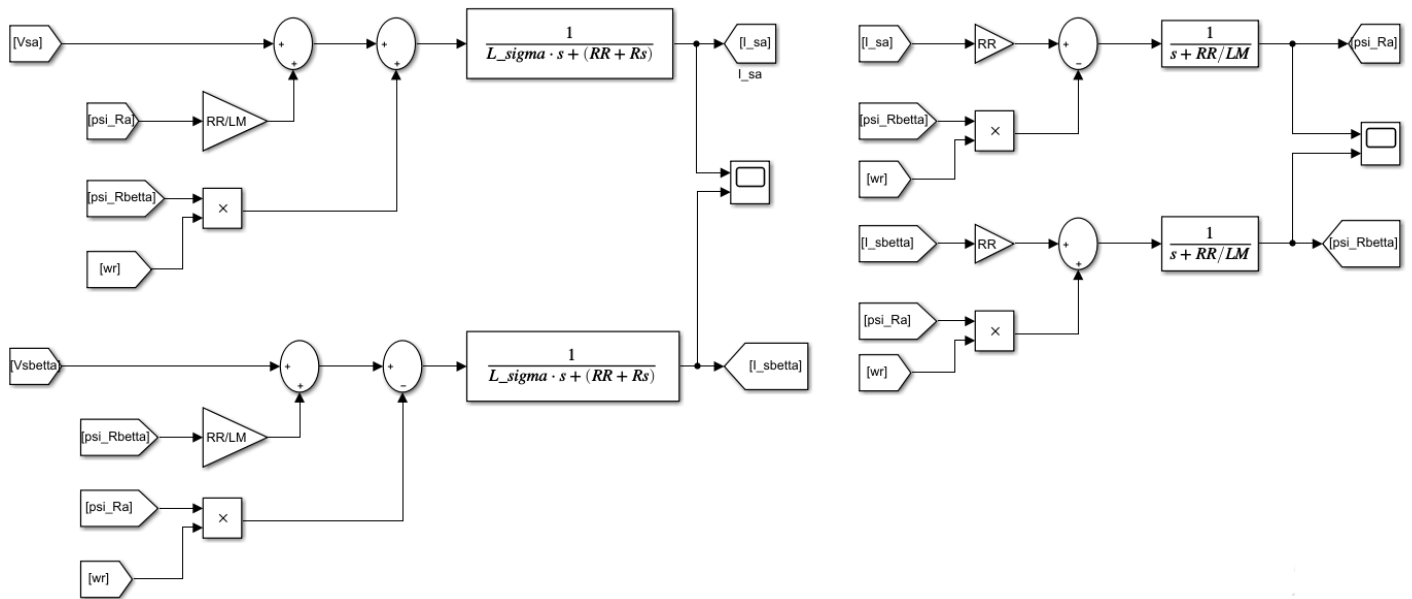 [Vsa]
+
+
+
+
1
L_sigma · s + (RR + Rs)
[I_sa]
I_sa
[psi_Ra]
RR/LM
[psi_Rbetta]
×
[wr]
[Vsbetta]
+
+
+
−
1
L_sigma · s + (RR + Rs)
[I_sbetta]
[psi_Rbetta]
RR/LM
[psi_Ra]
×
[wr]
[I_sa]
RR
+
−
1
s + RR/LM
[psi_Ra]
[psi_Rbetta]
×
[wr]
[I_sbetta]
RR
+
+
1
s + RR/LM
[psi_Rbetta]
[psi_Ra]
×
[wr]